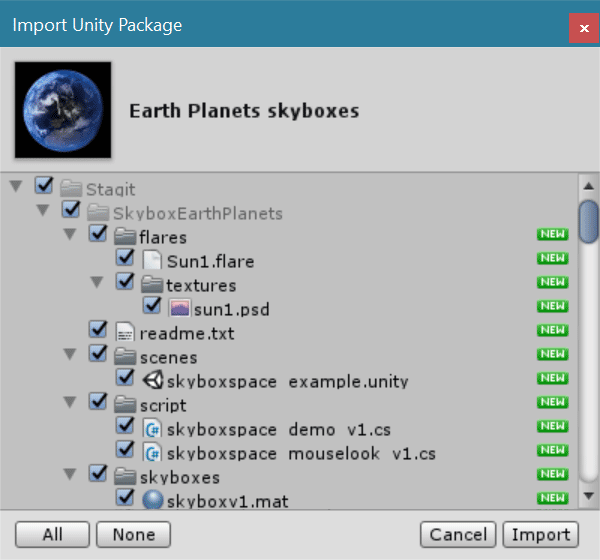 Import Unity Package
Earth Planets skyboxes
Stagit
SkyboxEarthPlanets
flares NEW
Sun1.flare NEW
textures NEW
sun1.psd NEW
readme.txt NEW
scenes NEW
skyboxspace example.unity NEW
script NEW
skyboxspace demo v1.cs NEW
skyboxspace mouselook v1.cs NEW
skyboxes NEW
skyboxv1.mat NEW
All None Cancel Import